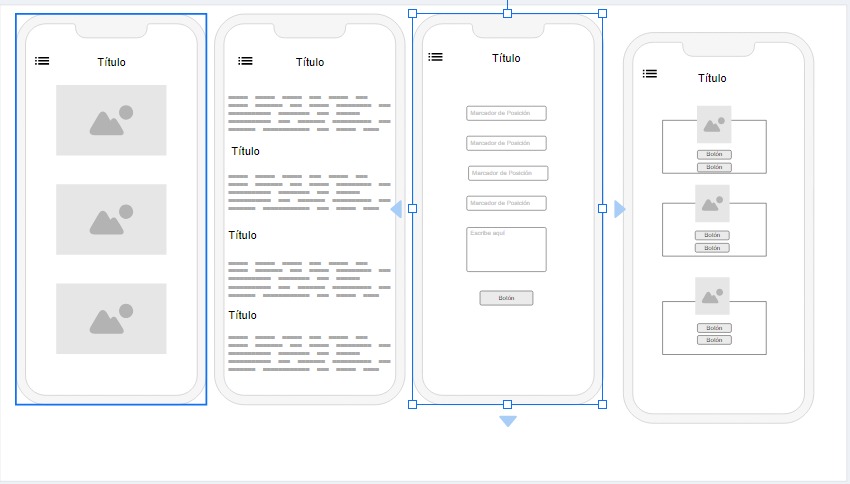 Título
Título
Título
Título
Título
Título
Marcador de Posición
Marcador de Posición
Marcador de Posición
Marcador de Posición
Escriba aquí
Botón
Título
Botón
Botón
Botón
Botón
Botón
Botón